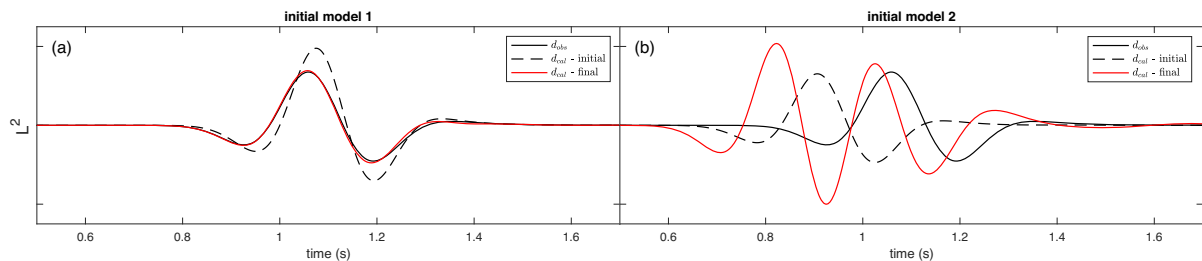 initial model 1
(a)
d_obs
d_cal - initial
d_cal - final
L²
0.6 0.8 1 1.2 1.4 1.6
time (s)
initial model 2
(b)
d_obs
d_cal - initial
d_cal - final
0.6 0.8 1 1.2 1.4 1.6
time (s)